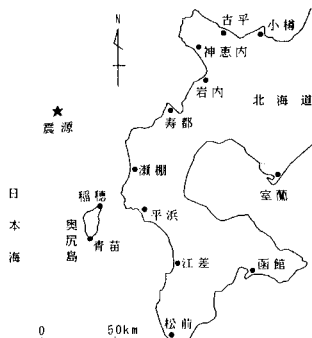 N
古平
小樽
神恵内
岩内
北海道
寿都
震源
瀬棚
室蘭
稲穂
平浜
日本海
奥尻島
青苗
江差
函館
松前
0 50km